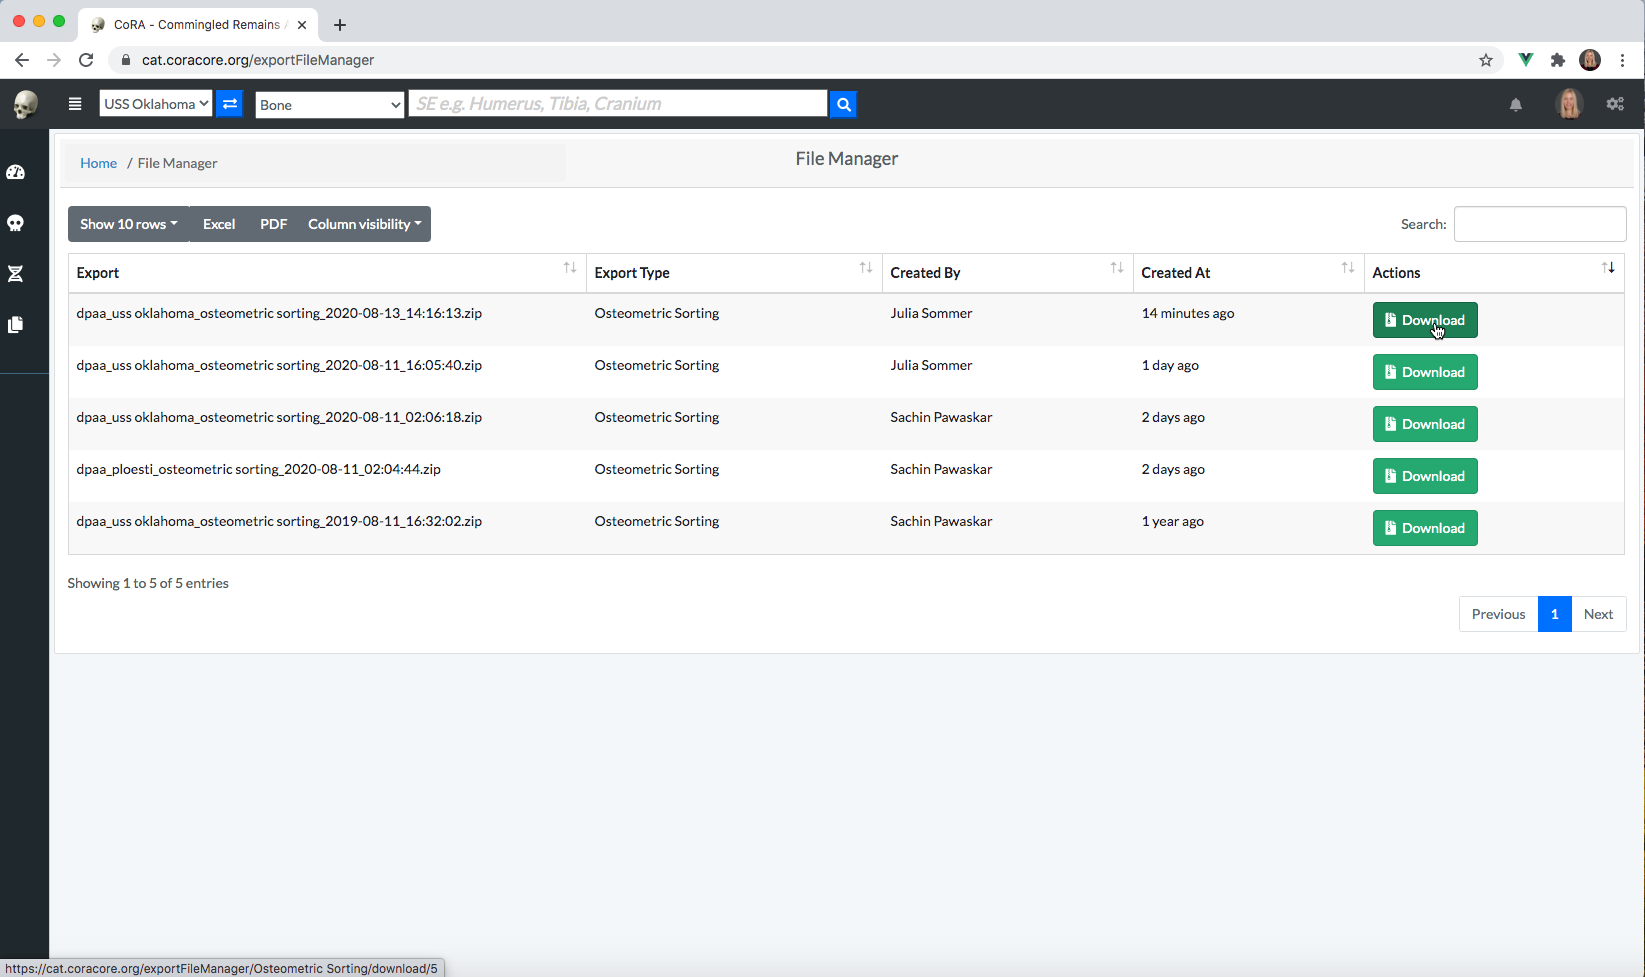 CoRA - Commingled Remains
cat.coracore.org/exportFileManager
USS Oklahoma
Bone
SE e.g. Humerus, Tibia, Cranium
Home / File Manager
File Manager
Show 10 rows
Excel
PDF
Column visibility
Search:
Export Export Type Created By Created At Actions
dpaa_uss oklahoma_osteometric sorting_2020-08-13_14:16:13.zip Osteometric Sorting Julia Sommer 14 minutes ago Download
dpaa_uss oklahoma_osteometric sorting_2020-08-11_16:05:40.zip Osteometric Sorting Julia Sommer 1 day ago Download
dpaa_uss oklahoma_osteometric sorting_2020-08-11_02:06:18.zip Osteometric Sorting Sachin Pawaskar 2 days ago Download
dpaa_ploesti_osteometric sorting_2020-08-11_02:04:44.zip Osteometric Sorting Sachin Pawaskar 2 days ago Download
dpaa_uss oklahoma_osteometric sorting_2019-08-11_16:32:02.zip Osteometric Sorting Sachin Pawaskar 1 year ago Download
Showing 1 to 5 of 5 entries
Previous 1 Next
https://cat.coracore.org/exportFileManager/Osteometric Sorting/download/5